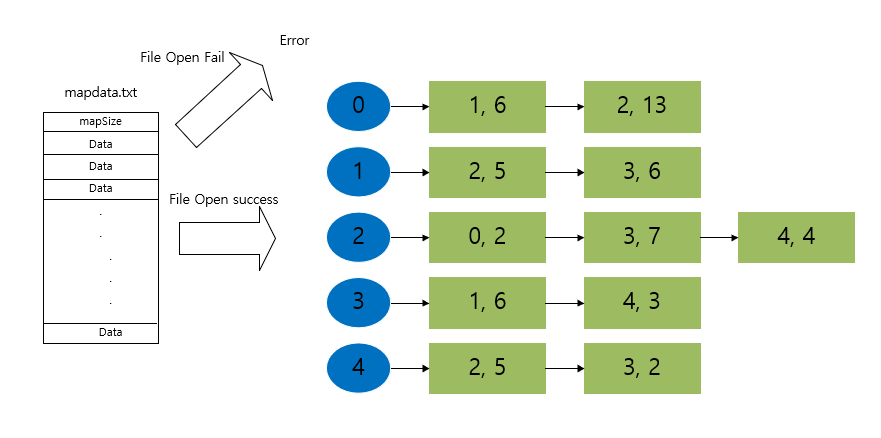 Error
File Open Fail
mapdata.txt
mapSize
Data
Data
Data
.
.
.
.
.
Data
File Open success
0 1, 6 2, 13
1 2, 5 3, 6
2 0, 2 3, 7 4, 4
3 1, 6 4, 3
4 2, 5 3, 2